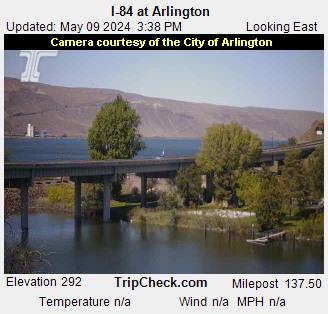 I-84 at Arlington
Updated: May 09 2024 3:38 PM Looking East
Camera courtesy of the City of Arlington
Elevation 292 TripCheck.com Milepost 137.50
Temperature n/a Wind n/a MPH n/a